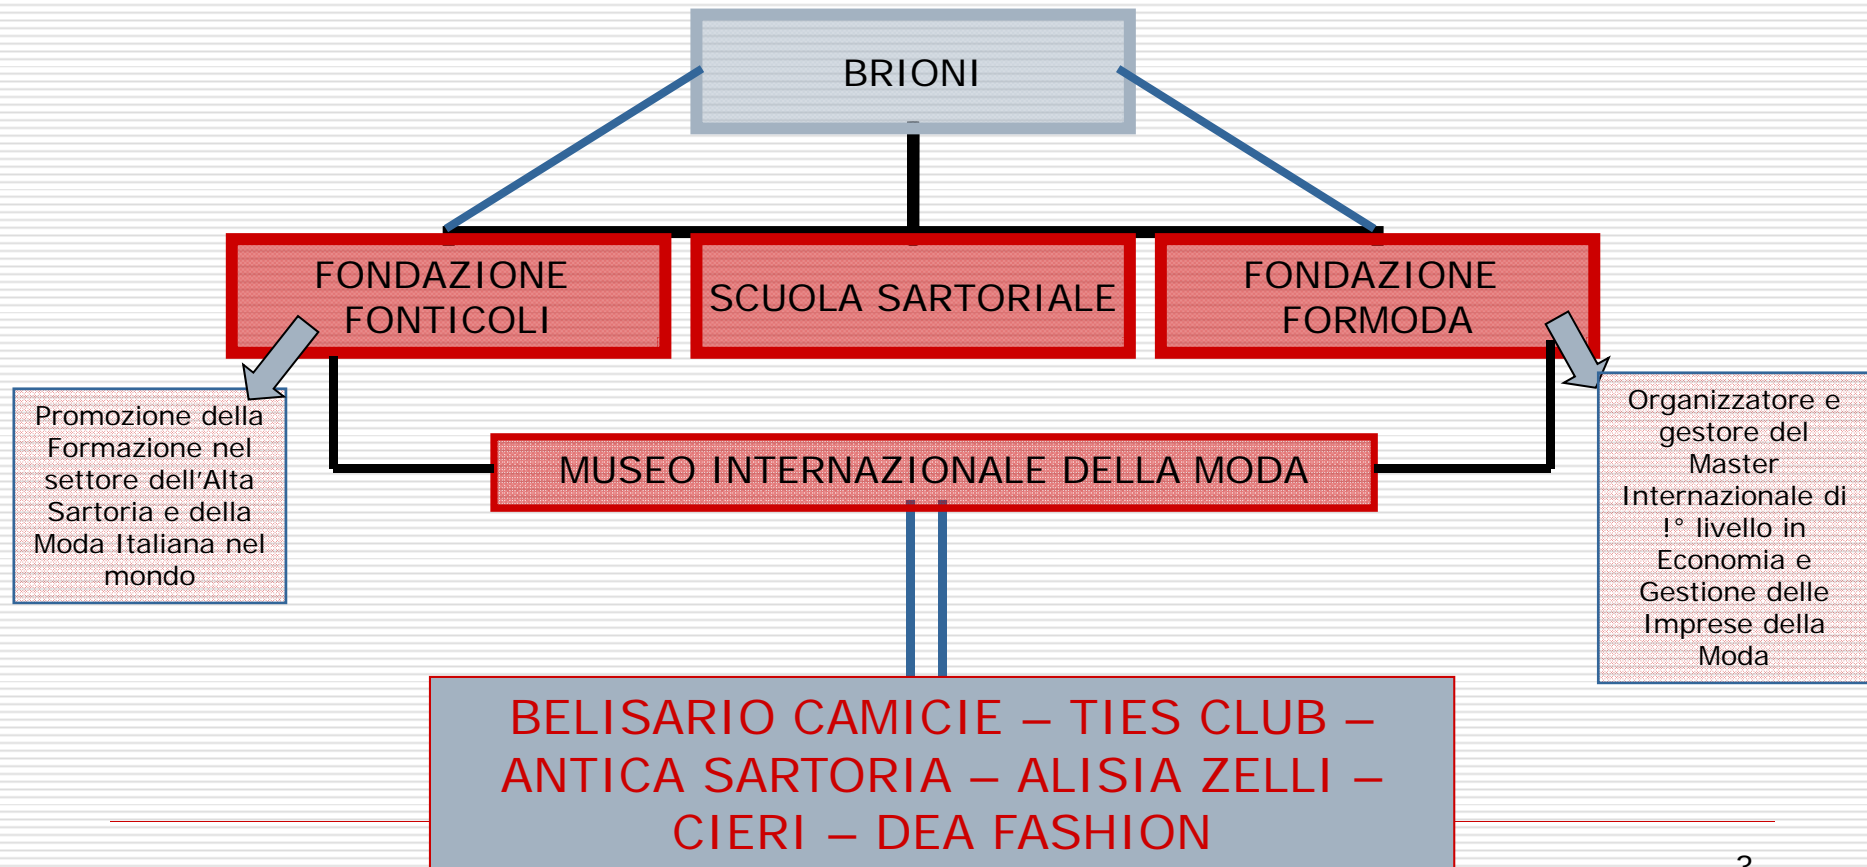 BRIONI
FONDAZIONE
FONTICOLI
SCUOLA SARTORIALE
FONDAZIONE
FORMODA
Promozione della
Formazione nel
settore dell'Alta
Sartoria e della
Moda Italiana nel
mondo
MUSEO INTERNAZIONALE DELLA MODA
Organizzatore e
gestore del
Master
Internazionale di
!° livello in
Economia e
Gestione delle
Imprese della
Moda
BELISARIO CAMICIE – TIES CLUB –
ANTICA SARTORIA – ALISIA ZELLI –
CIERI – DEA FASHION